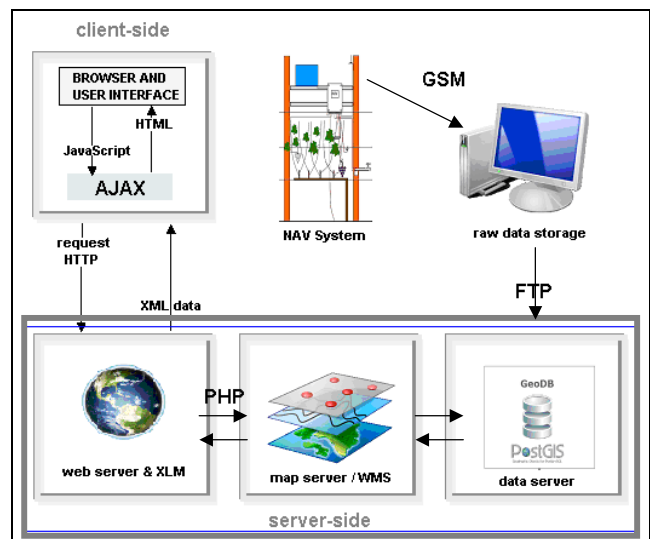 client-side
BROWSER AND
USER INTERFACE
HTML
JavaScript
AJAX
GSM
NAV System
raw data storage
request
HTTP
XML data
FTP
PHP
GeoDB
PostGIS
web server & XLM
map server / WMS
data server
server-side